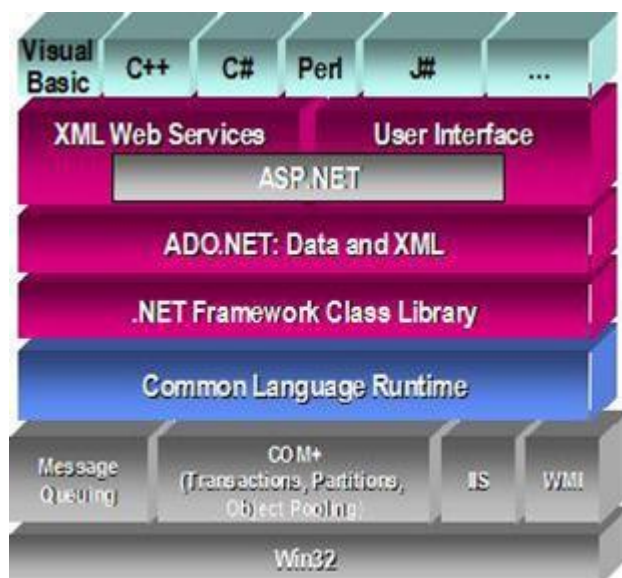 Visual
Basic
C++
C#
Perl
J#
...
XML Web Services
User Interface
ASP.NET
ADO.NET: Data and XML
.NET Framework Class Library
Common Language Runtime
Message
Queuing
COM+
(Transactions, Partitions,
Object Pooling)
IIS
WMI
Win32